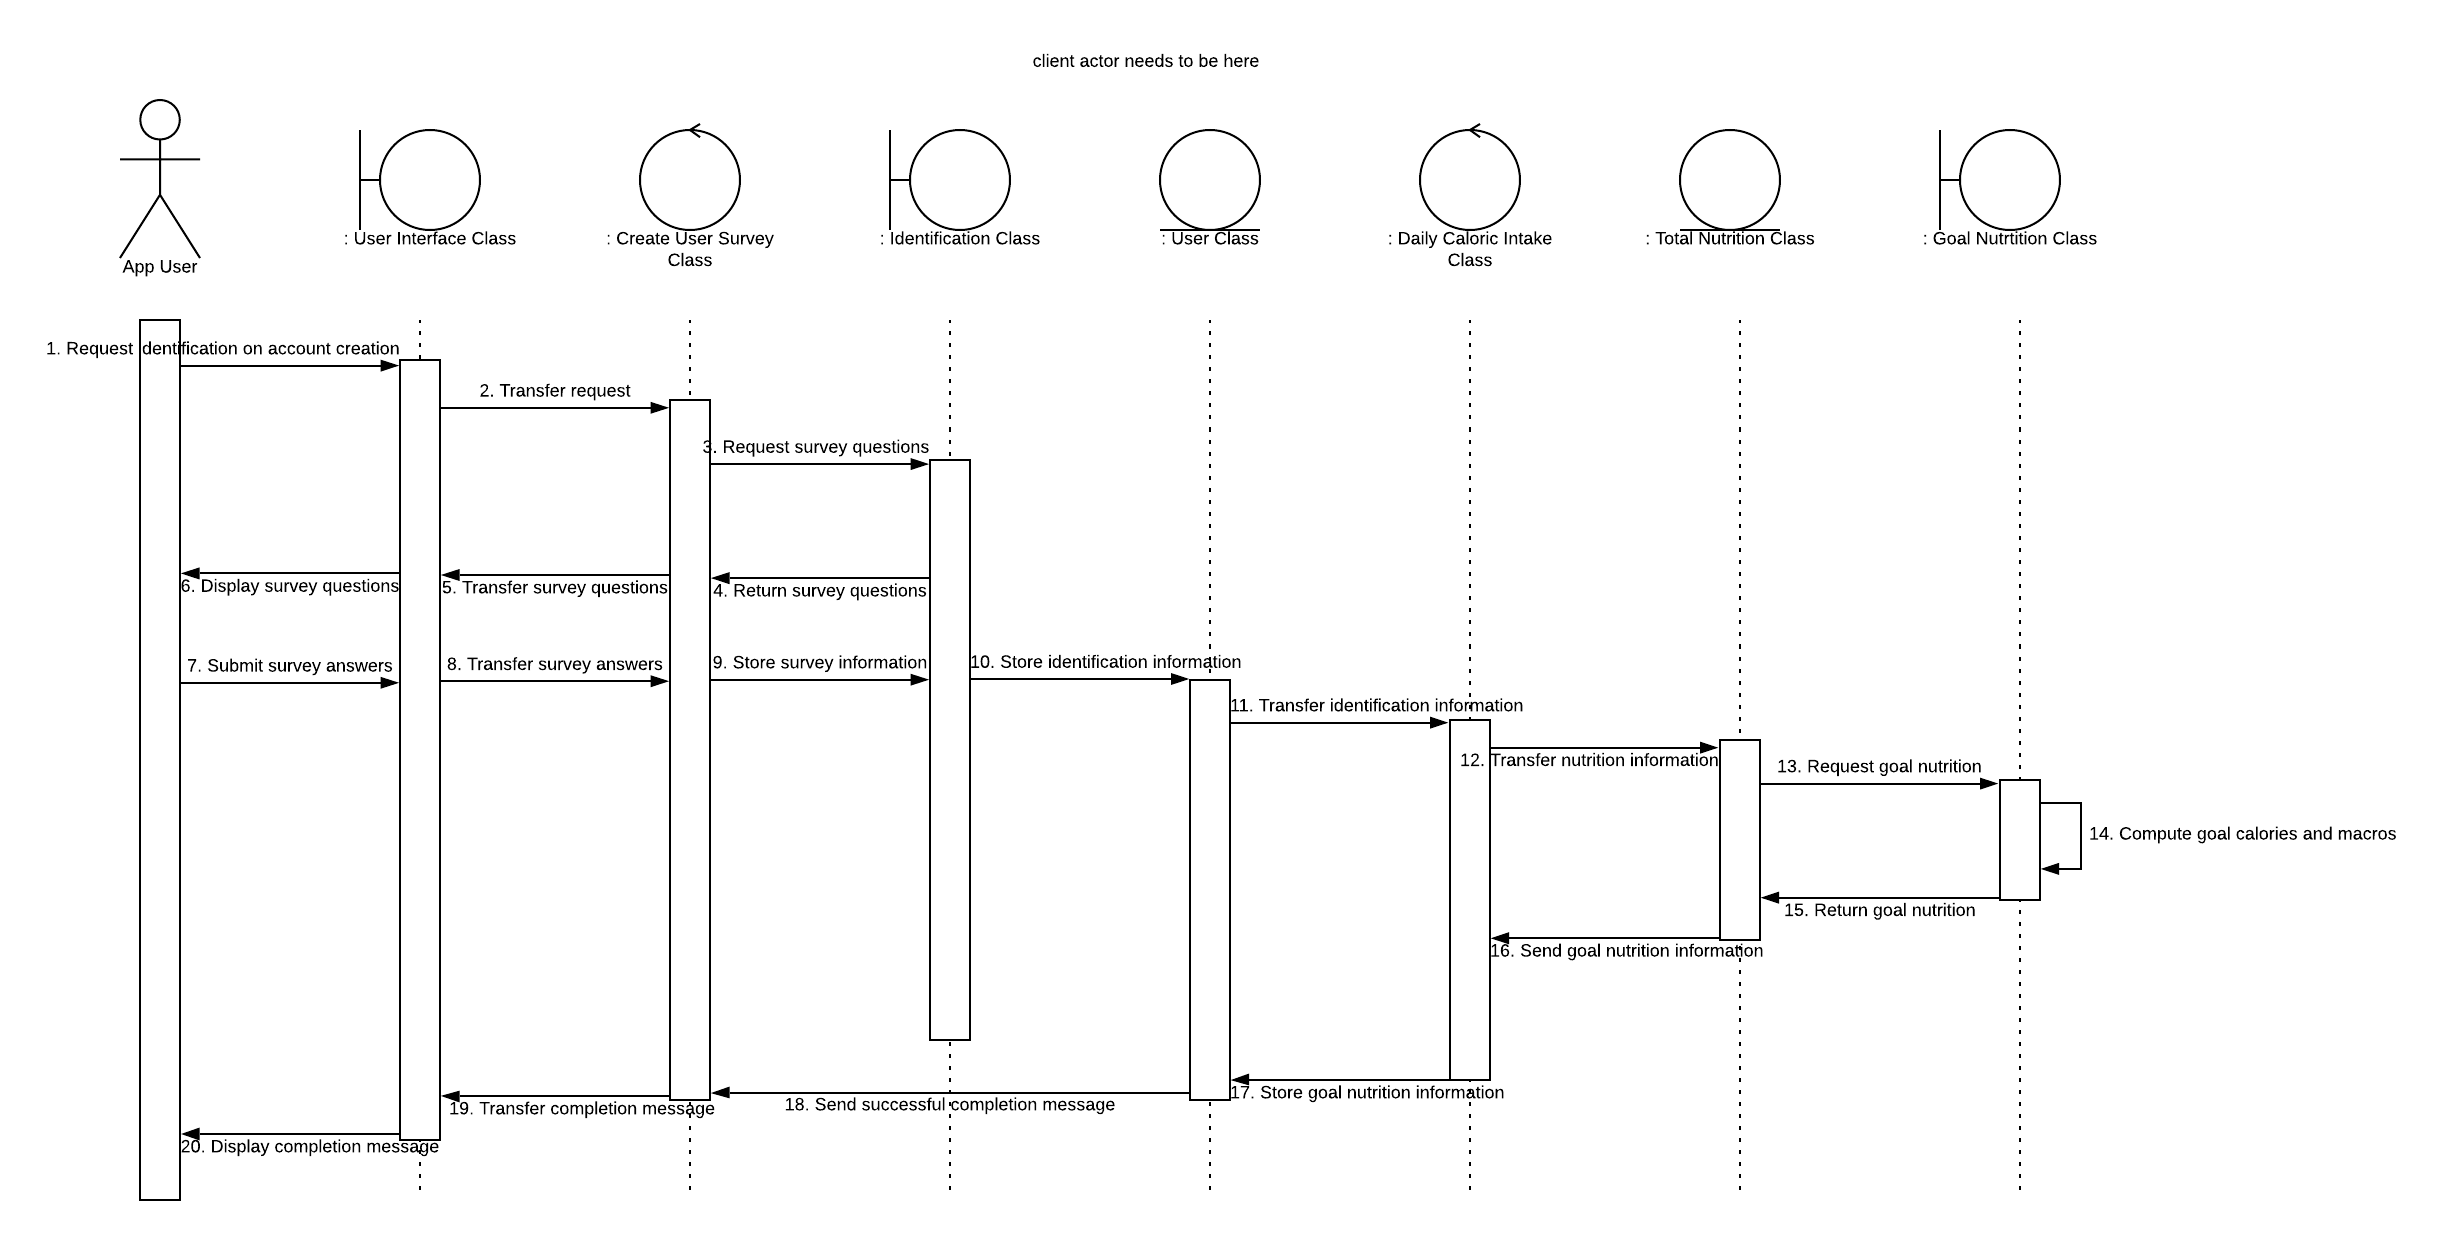 client actor needs to be here
App User
: User Interface Class
: Create User Survey
Class
: Identification Class
: User Class
: Daily Caloric Intake
Class
: Total Nutrition Class
: Goal Nutrtition Class
1. Request identification on account creation
2. Transfer request
3. Request survey questions
4. Return survey questions
5. Transfer survey questions
6. Display survey questions
7. Submit survey answers
8. Transfer survey answers
9. Store survey information
10. Store identification information
11. Transfer identification information
12. Transfer nutrition information
13. Request goal nutrition
14. Compute goal calories and macros
15. Return goal nutrition
16. Send goal nutrition information
17. Store goal nutrition information
18. Send successful completion message
19. Transfer completion message
20. Display completion message